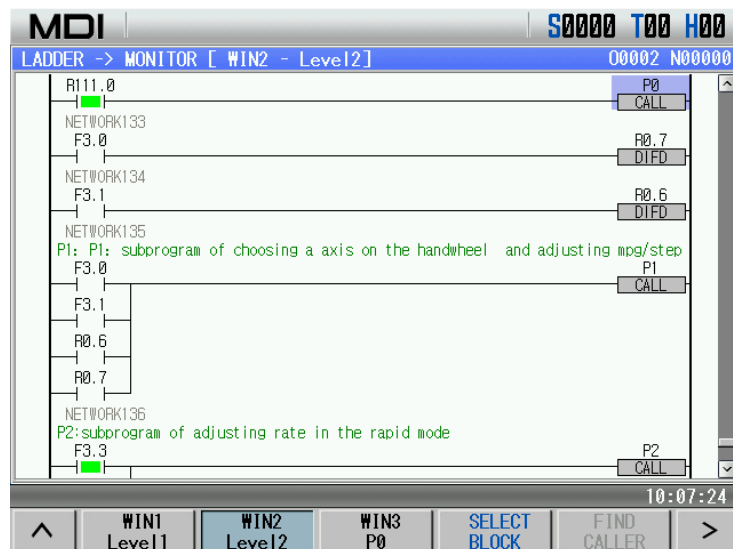 MDI S0000 T00 H00
LADDER -> MONITOR [ WIN2 - Level2] O0002 N00000
R111.0 P0
CALL
NETWORK133
F3.0 R0.7
DIFD
NETWORK134
F3.1 R0.6
DIFD
NETWORK135
P1: P1: subprogram of choosing a axis on the handwheel and adjusting mpg/step
F3.0 P1
CALL
F3.1
R0.6
R0.7
NETWORK136
P2:subprogram of adjusting rate in the rapid mode
F3.3 P2
CALL
10:07:24
WIN1 WIN2 WIN3 SELECT FIND
Level1 Level2 P0 BLOCK CALLER